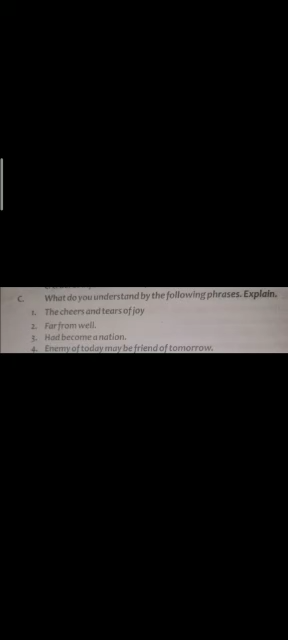 C. What do you understand by the following phrases. Explain.
1. The cheers and tears of joy
2. Far from well.
3. Had become a nation.
4. Enemy of today may be friend of tomorrow.